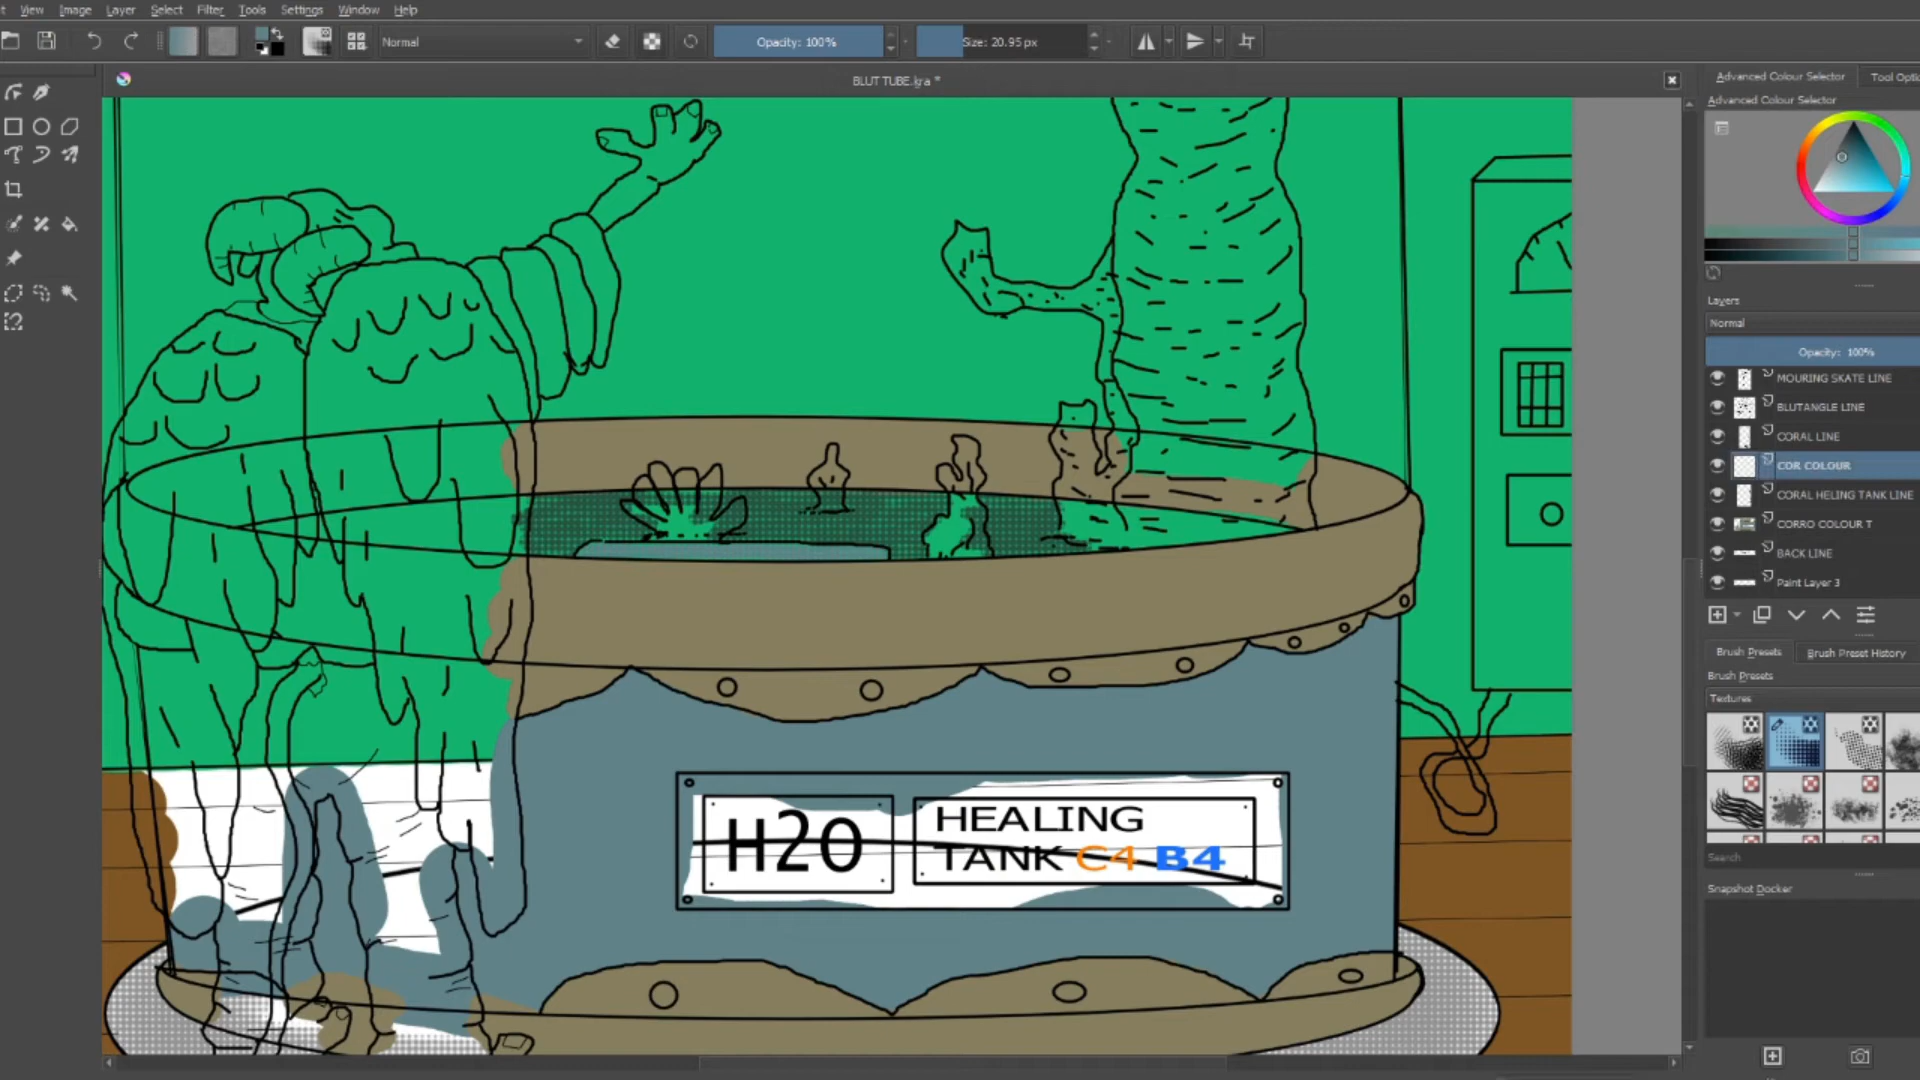 View Image Layer Select Filter Tools Settings Window Help
Normal
Opacity: 100%
Size: 20.95 px
BLUT TUBE.kra *
Advanced Colour Selector
Advanced Colour Selector
Layers
Normal
Opacity: 100%
MOURING SKATE LINE
BLUTANGLE LINE
CORAL LINE
COR COLOUR
CORAL HELING TANK LINE
CORRO COLOUR T
BACK LINE
Paint Layer 3
Brush Presets Brush Preset History
Brush Presets
Textures
Search
Snapshot Docker
H2O
HEALING
TANK C4 B4